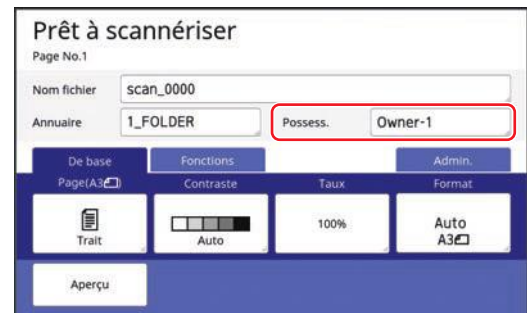 Prêt à scannériser
Page No.1
Nom fichier scan_0000
Annuaire 1_FOLDER Possess. Owner-1
De base Fonctions Admin.
Page(A3) Contraste Taux Format
Trait Auto 100% Auto
A3
Aperçu